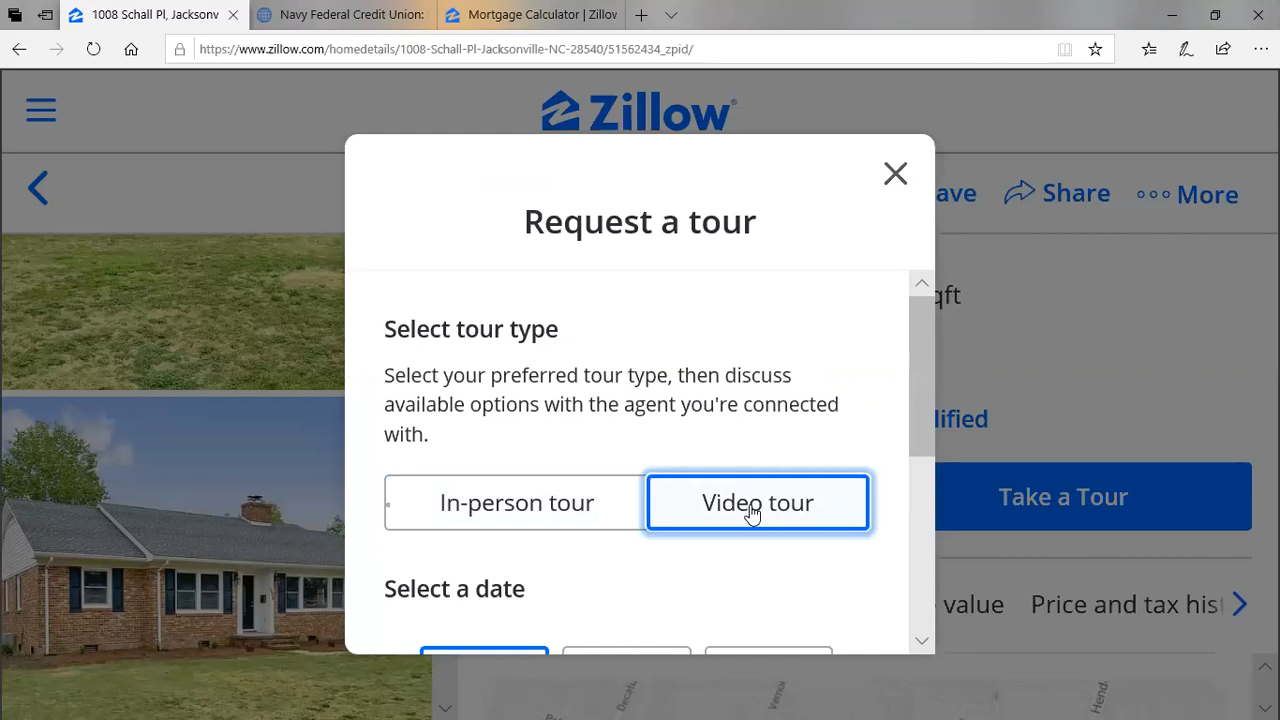 1008 Schall Pl, Jacksonv
Navy Federal Credit Union:
Mortgage Calculator | Zillow
https://www.zillow.com/homedetails/1008-Schall-Pl-Jacksonville-NC-28540/51562434_zpid/
Zillow
ave
Share
More
Request a tour
qft
Select tour type
Select your preferred tour type, then discuss
available options with the agent you're connected
with.
lified
In-person tour
Video tour
Take a Tour
Select a date
value
Price and tax hist
Decatu
Vernon
Hend